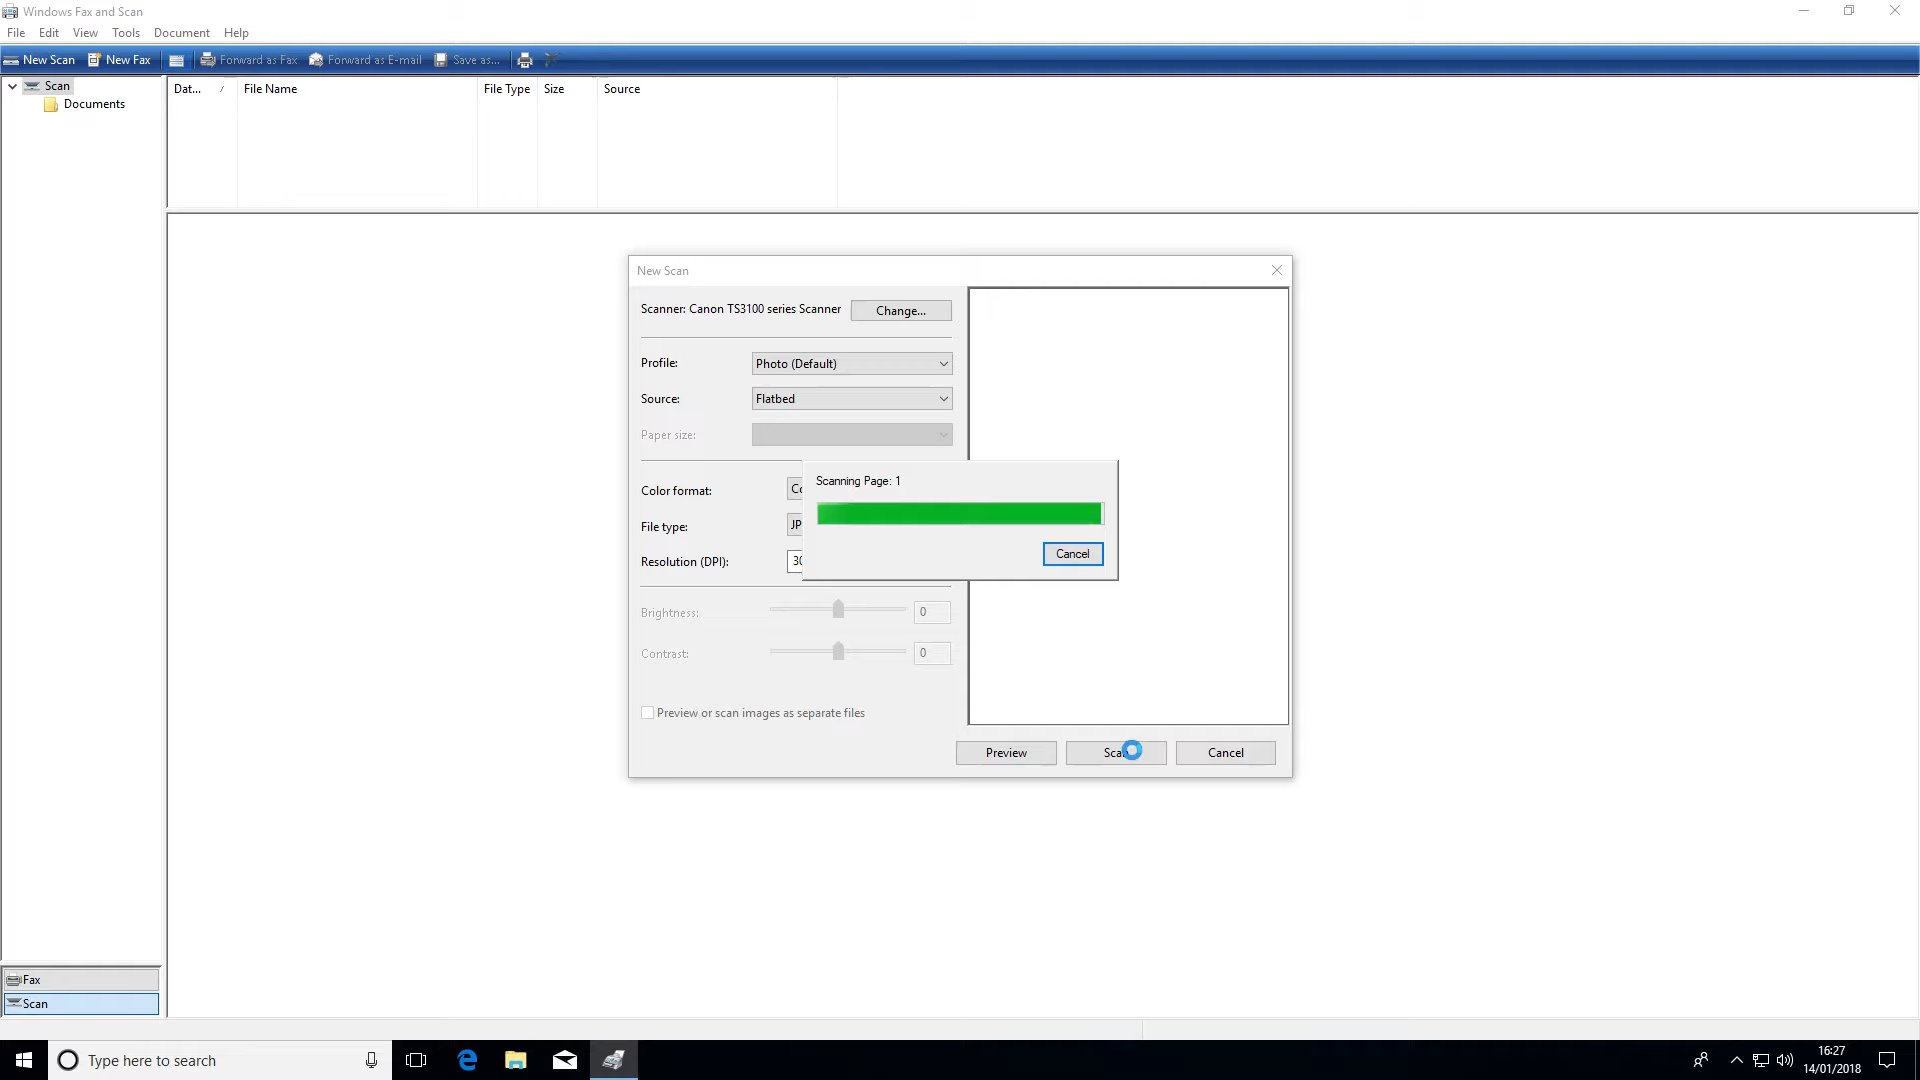 Windows Fax and Scan
File Edit View Tools Document Help
New Scan New Fax Forward as Fax Forward as E-mail Save as...
Scan
Documents
Dat... File Name File Type Size Source
New Scan
Scanner: Canon TS3100 series Scanner Change...
Profile: Photo (Default)
Source: Flatbed
Paper size:
Scanning Page: 1
Color format:
File type: JP
Resolution (DPI): 30
Cancel
Brightness: 0
Contrast: 0
Preview or scan images as separate files
Preview Cancel
Fax
Scan
Type here to search
16:27
14/01/2018